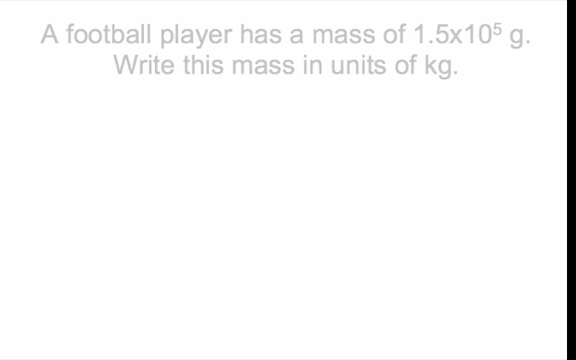 A football player has a mass of 1.5x10⁵ g.
Write this mass in units of kg.